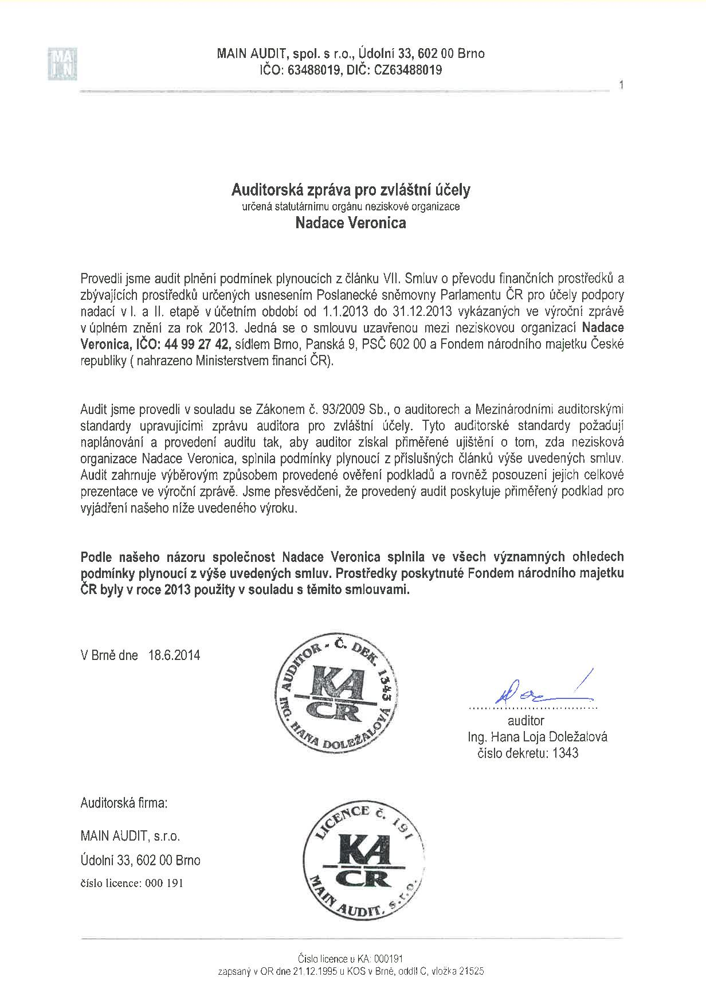 MA
IN
MAIN AUDIT, spol. s r.o., Údolní 33, 602 00 Brno
IČO: 63488019, DIČ: CZ63488019
1
Auditorská zpráva pro zvláštní účely
určená statutárnímu orgánu neziskové organizace
Nadace Veronica
Provedli jsme audit plnění podmínek plynoucích z článku VII. Smluv o převodu finančních prostředků a
zbývajících prostředků určených usnesením Poslanecké sněmovny Parlamentu ČR pro účely podpory
nadací v I. a II. etapě v účetním období od 1.1.2013 do 31.12.2013 vykázaných ve výroční zprávě
v úplném znění za rok 2013. Jedná se o smlouvu uzavřenou mezi neziskovou organizací Nadace
Veronica, IČO: 44 99 27 42, sídlem Brno, Panská 9, PSČ 602 00 a Fondem národního majetku České
republiky ( nahrazeno Ministerstvem financí ČR).
Audit jsme provedli v souladu se Zákonem č. 93/2009 Sb., o auditorech a Mezinárodními auditorskými
standardy upravujícími zprávu auditora pro zvláštní účely. Tyto auditorské standardy požadují
naplánování a provedení auditu tak, aby auditor získal přiměřené ujištění o tom, zda nezisková
organizace Nadace Veronica, splnila podmínky plynoucí z příslušných článků výše uvedených smluv.
Audit zahrnuje výběrovým způsobem provedené ověření podkladů a rovněž posouzení jejich celkové
prezentace ve výroční zprávě. Jsme přesvědčeni, že provedený audit poskytuje přiměřený podklad pro
vyjádření našeho níže uvedeného výroku.
Podle našeho názoru společnost Nadace Veronica splnila ve všech významných ohledech
podmínky plynoucí z výše uvedených smluv. Prostředky poskytnuté Fondem národního majetku
ČR byly v roce 2013 použity v souladu s těmito smlouvami.
V Brně dne 18.6.2014
AUDITOR - Č. DEK. 1343
KA
CR
ING. HANA DOLEŽALOVÁ
auditor
Ing. Hana Loja Doležalová
číslo dekretu: 1343
Auditorská firma:
MAIN AUDIT, s.r.o.
Údolní 33, 602 00 Brno
číslo licence: 000 191
LICENCE č. 191
KA
CR
MAIN AUDIT, s.r.o.
Číslo licence u KA: 000191
zapsaný v OR dne 21.12.1995 u KOS v Brně, oddíl C, vložka 21525